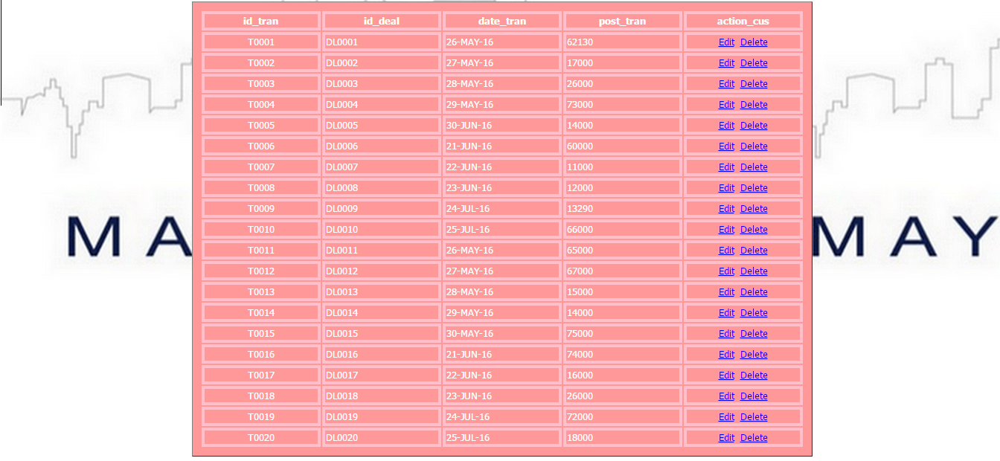 id_tran id_deal date_tran post_tran action_cus
T0001 DL0001 26-MAY-16 62130 Edit Delete
T0002 DL0002 27-MAY-16 17000 Edit Delete
T0003 DL0003 28-MAY-16 26000 Edit Delete
T0004 DL0004 29-MAY-16 73000 Edit Delete
T0005 DL0005 30-JUN-16 14000 Edit Delete
T0006 DL0006 21-JUN-16 60000 Edit Delete
T0007 DL0007 22-JUN-16 11000 Edit Delete
T0008 DL0008 23-JUN-16 12000 Edit Delete
T0009 DL0009 24-JUL-16 13290 Edit Delete
T0010 DL0010 25-JUL-16 66000 Edit Delete
MA MAY
T0011 DL0011 26-MAY-16 65000 Edit Delete
T0012 DL0012 27-MAY-16 67000 Edit Delete
T0013 DL0013 28-MAY-16 15000 Edit Delete
T0014 DL0014 29-MAY-16 14000 Edit Delete
T0015 DL0015 30-MAY-16 75000 Edit Delete
T0016 DL0016 21-JUN-16 74000 Edit Delete
T0017 DL0017 22-JUN-16 16000 Edit Delete
T0018 DL0018 23-JUN-16 26000 Edit Delete
T0019 DL0019 24-JUL-16 72000 Edit Delete
T0020 DL0020 25-JUL-16 18000 Edit Delete